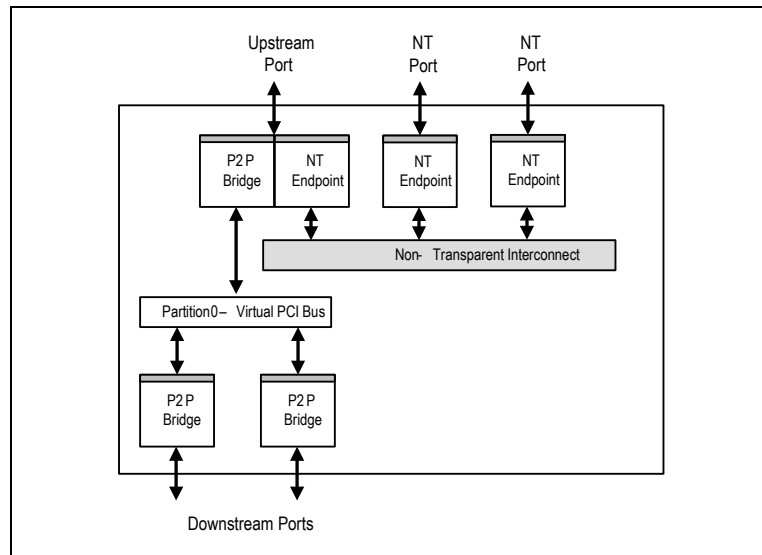 Upstream
Port
NT
Port
NT
Port
P2P
Bridge
NT
Endpoint
NT
Endpoint
NT
Endpoint
Non- Transparent Interconnect
Partition0 – Virtual PCI Bus
P2P
Bridge
P2P
Bridge
Downstream Ports